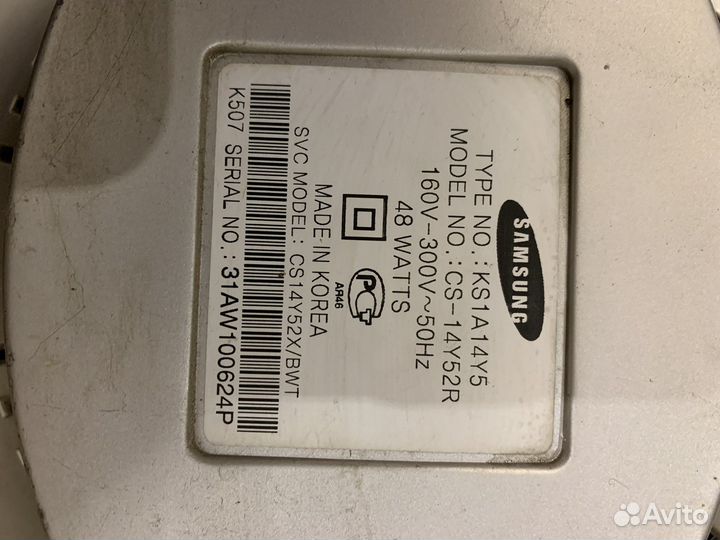 SAMSUNG
TYPE NO.:KS1A14Y5
MODEL NO.:CS-14Y52R
160V-300V~50Hz
48 WATTS
AR46
MADE IN KOREA
SVC MODEL: CS14Y52X/BWT
K507 SERIAL NO.: 31AW100624P
Avito